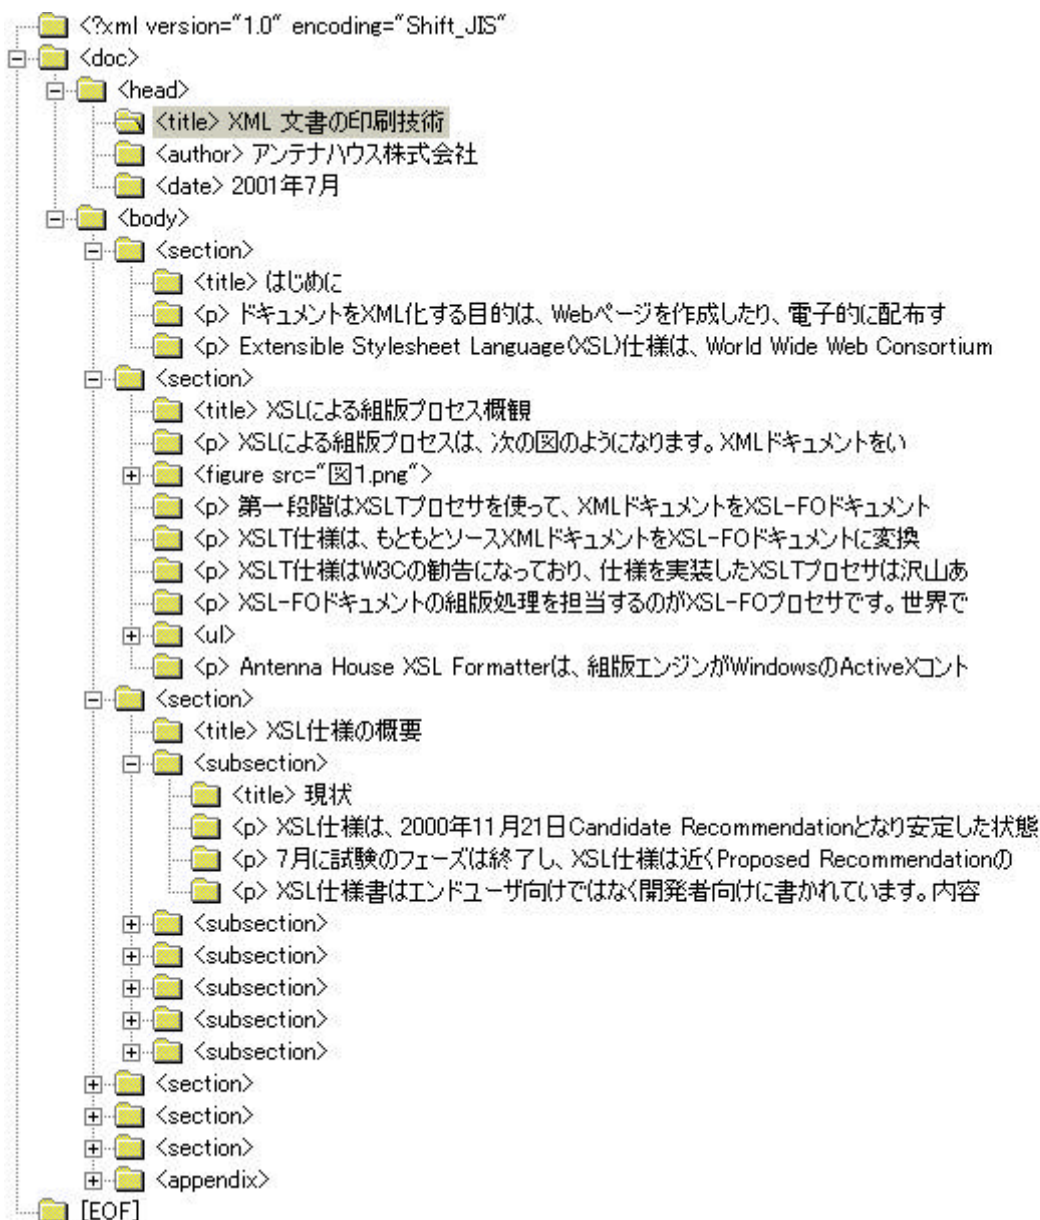 <?xml version="1.0" encoding="Shift_JIS"
<doc>
<head>
<title> XML 文書の印刷技術
<author> アンテナハウス株式会社
<date> 2001年7月
<body>
<section>
<title> はじめに
<p> ドキュメントをXML化する目的は、Webページを作成したり、電子的に配布す
<p> Extensible Stylesheet Language(XSL)仕様は、World Wide Web Consortium
<section>
<title> XSLによる組版プロセス概観
<p> XSLによる組版プロセスは、次の図のようになります。XMLドキュメントをい
<figure src="図1.png">
<p> 第一段階はXSLTプロセサを使って、XMLドキュメントをXSL-FOドキュメント
<p> XSLT仕様は、もともとソースXMLドキュメントをXSL-FOドキュメントに変換
<p> XSLT仕様はW3Cの勧告になっており、仕様を実装したXSLTプロセサは沢山あ
<p> XSL-FOドキュメントの組版処理を担当するのがXSL-FOプロセサです。世界で
<ul>
<p> Antenna House XSL Formatterは、組版エンジンがWindowsのActiveXコント
<section>
<title> XSL仕様の概要
<subsection>
<title> 現状
<p> XSL仕様は、2000年11月21日Candidate Recommendationとなり安定した状態
<p> 7月に試験のフェーズは終了し、XSL仕様は近くProposed Recommendationの
<p> XSL仕様書はエンドユーザ向けではなく開発者向けに書かれています。内容
<subsection>
<subsection>
<subsection>
<subsection>
<subsection>
<section>
<section>
<section>
<appendix>
[EOF]